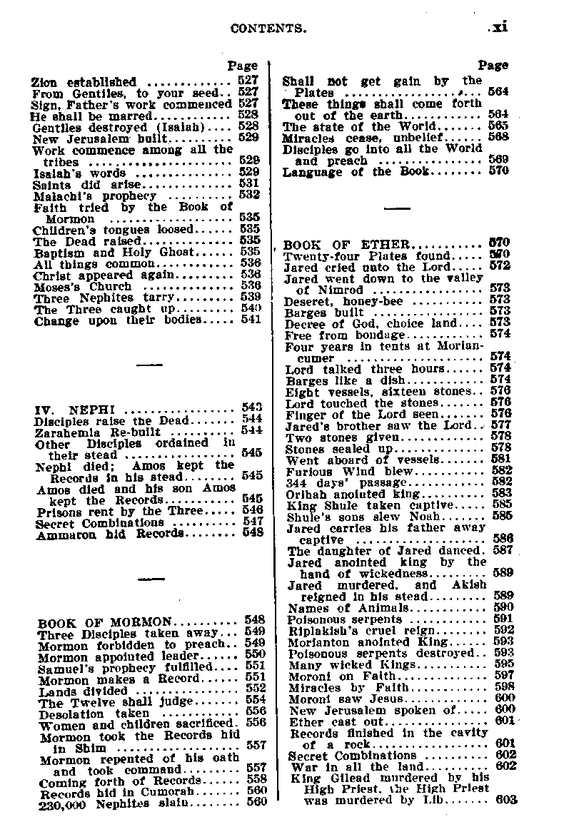 CONTENTS. xi
Page
Zion established ............ 527
From Gentiles, to your seed.. 527
Sign, Father's work commenced 527
He shall be marred........... 528
Gentiles destroyed (Isaiah).... 528
New Jerusalem built.......... 529
Work commence among all the
tribes ..................... 529
Isaiah's words .............. 529
Saints did arise............. 531
Malachi's prophecy .......... 532
Faith tried by the Book of
Mormon ................... 535
Children's tongues loosed...... 535
The Dead raised............. 535
Baptism and Holy Ghost...... 535
All things common............ 536
Christ appeared again......... 536
Moses's Church .............. 536
Three Nephites tarry.......... 539
The Three caught up......... 540
Change upon their bodies..... 541
IV. NEPHI ................ 543
Disciples raise the Dead....... 544
Zarahemla Re-built .......... 544
Other Disciples ordained in
their stead ................ 545
Nephi died; Amos kept the
Records in his stead........ 545
Amos died and his son Amos
kept the Records........... 545
Prisons rent by the Three..... 546
Secret Combinations ......... 547
Ammaron hid Records........ 548
BOOK OF MORMON.......... 548
Three Disciples taken away... 549
Mormon forbidden to preach.. 549
Mormon appointed leader...... 550
Samuel's prophecy fulfilled.... 551
Mormon makes a Record...... 551
Lands divided ............... 552
The Twelve shall judge....... 554
Desolation taken ............ 556
Women and children sacrificed. 556
Mormon took the Records hid
in Shim .................. 557
Mormon repented of his oath
and took command......... 557
Coming forth of Records...... 558
Records hid in Cumorah....... 560
230,000 Nephites slain........ 560
Page
Shall not get gain by the
Plates .................... 564
These things shall come forth
out of the earth............ 564
The state of the World....... 565
Miracles cease, unbelief...... 568
Disciples go into all the World
and preach ............... 569
Language of the Book........ 570
BOOK OF ETHER........... 570
Twenty-four Plates found..... 570
Jared cried unto the Lord..... 572
Jared went down to the valley
of Nimrod ................ 573
Deseret, honey-bee ........... 573
Barges built ................ 573
Decree of God, choice land.... 573
Free from bondage........... 574
Four years in tents at Morian-
cumer .................... 574
Lord talked three hours...... 574
Barges like a dish............ 574
Eight vessels, sixteen stones.. 576
Lord touched the stones....... 576
Finger of the Lord seen....... 576
Jared's brother saw the Lord.. 577
Two stones given............. 578
Stones sealed up............. 578
Went aboard of vessels....... 581
Furious Wind blew........... 582
344 days' passage............ 582
Orihah anointed king......... 583
King Shule taken captive..... 585
Shule's sons slew Noah....... 585
Jared carries his father away
captive ................... 586
The daughter of Jared danced. 587
Jared anointed king by the
hand of wickedness......... 589
Jared murdered, and Akish
reigned in his stead......... 589
Names of Animals............ 590
Poisonous serpents ........... 591
Riplakish's cruel reign........ 592
Morianton anointed King..... 593
Poisonous serpents destroyed.. 593
Many wicked Kings.......... 595
Moroni on Faith............. 597
Miracles by Faith............ 598
Moroni saw Jesus............ 600
New Jerusalem spoken of..... 600
Ether cast out............... 601
Records finished in the cavity
of a rock.................. 601
Secret Combinations ......... 602
War in all the land.......... 602
King Gilead murdered by his
High Priest, the High Priest
was murdered by Lib....... 603